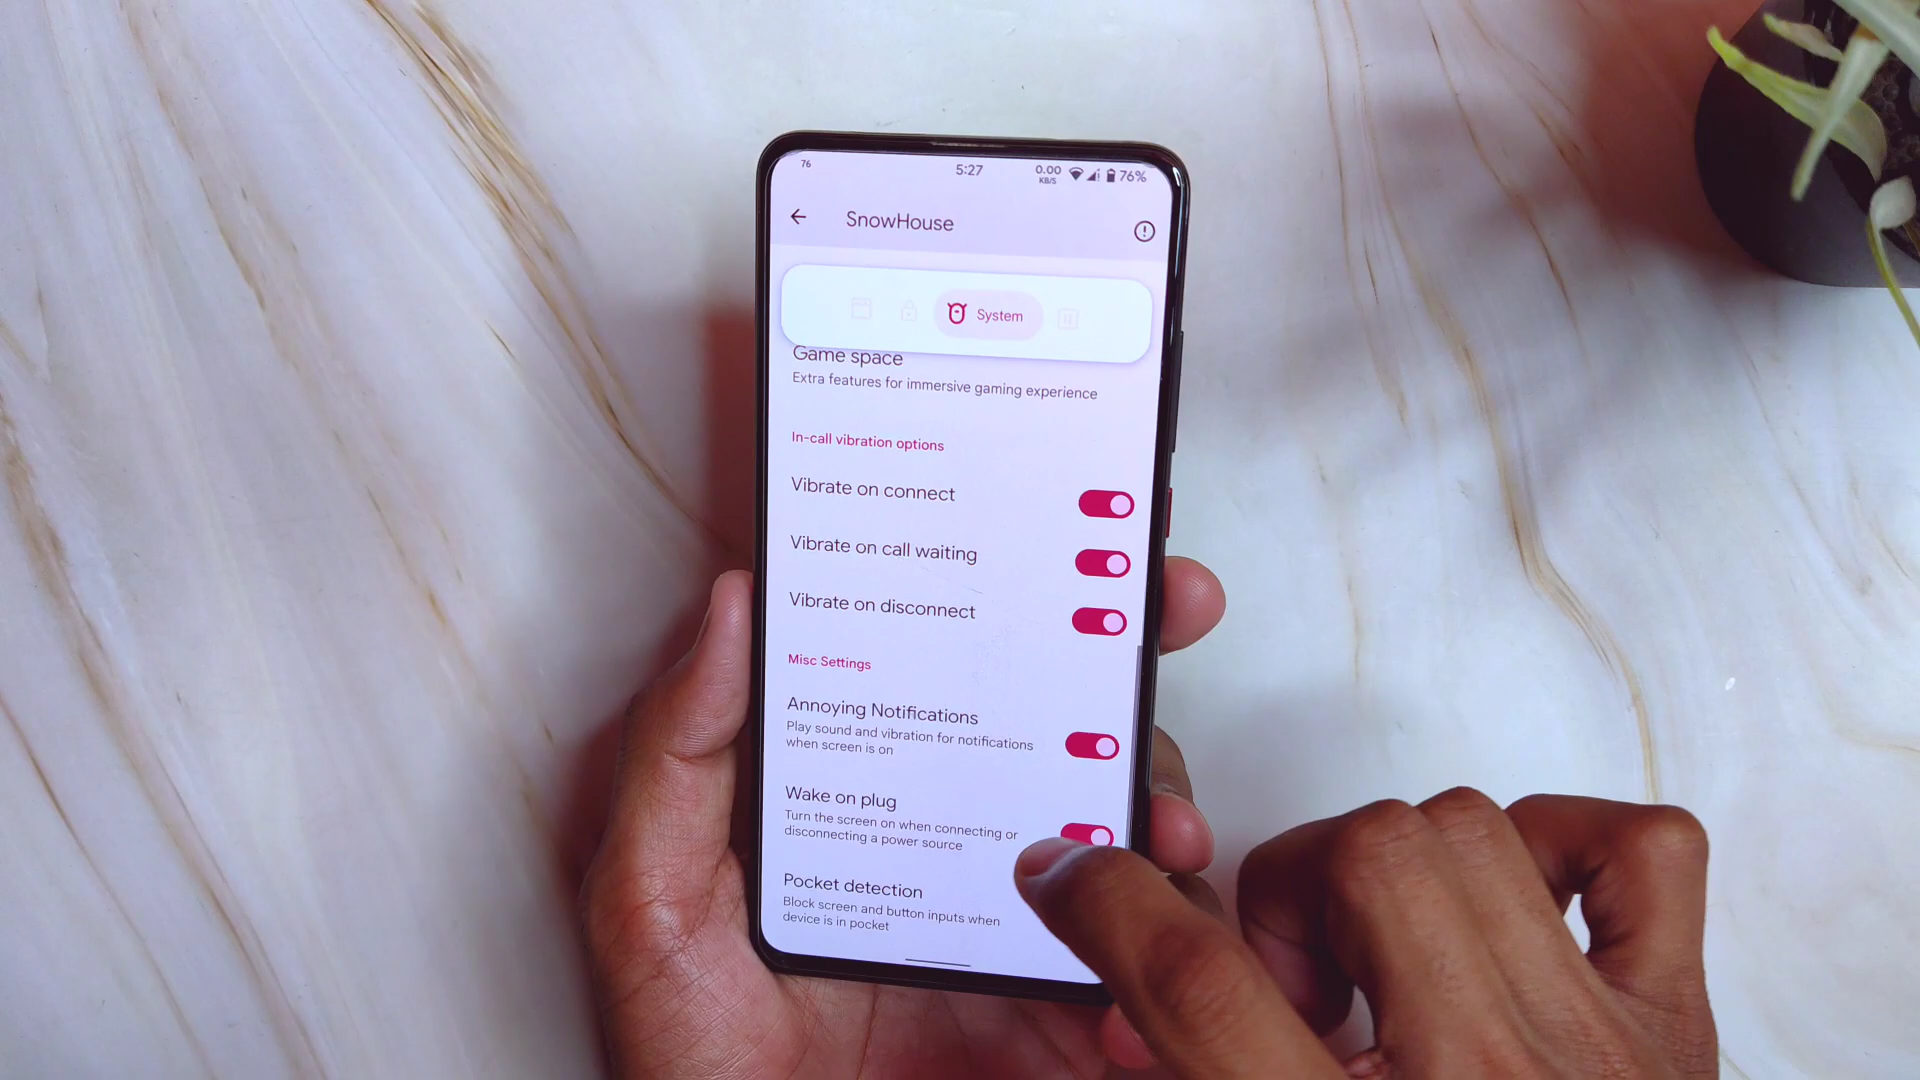 76
5:27
0.00
KB/S
76%
SnowHouse
System
Game space
Extra features for immersive gaming experience
In-call vibration options
Vibrate on connect
Vibrate on call waiting
Vibrate on disconnect
Misc Settings
Annoying Notifications
Play sound and vibration for notifications
when screen is on
Wake on plug
Turn the screen on when connecting or
disconnecting a power source
Pocket detection
Block screen and button inputs when
device is in pocket